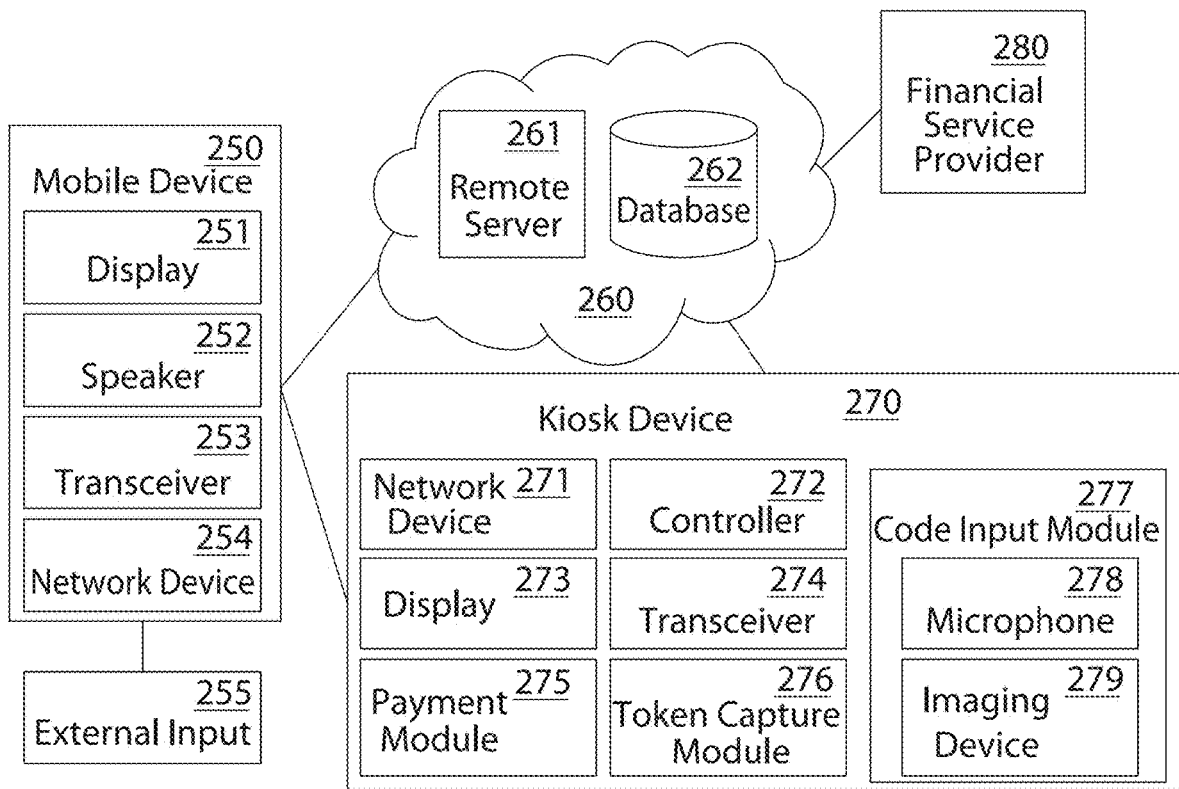 250
Mobile Device
251
Display
252
Speaker
253
Transceiver
254
Network Device
255
External Input
261
Remote
Server
262
Database
260
280
Financial
Service
Provider
Kiosk Device 270
Network 271
Device
272
Controller
273
Display
274
Transceiver
275
Payment
Module
276
Token Capture
Module
277
Code Input Module
278
Microphone
279
Imaging
Device